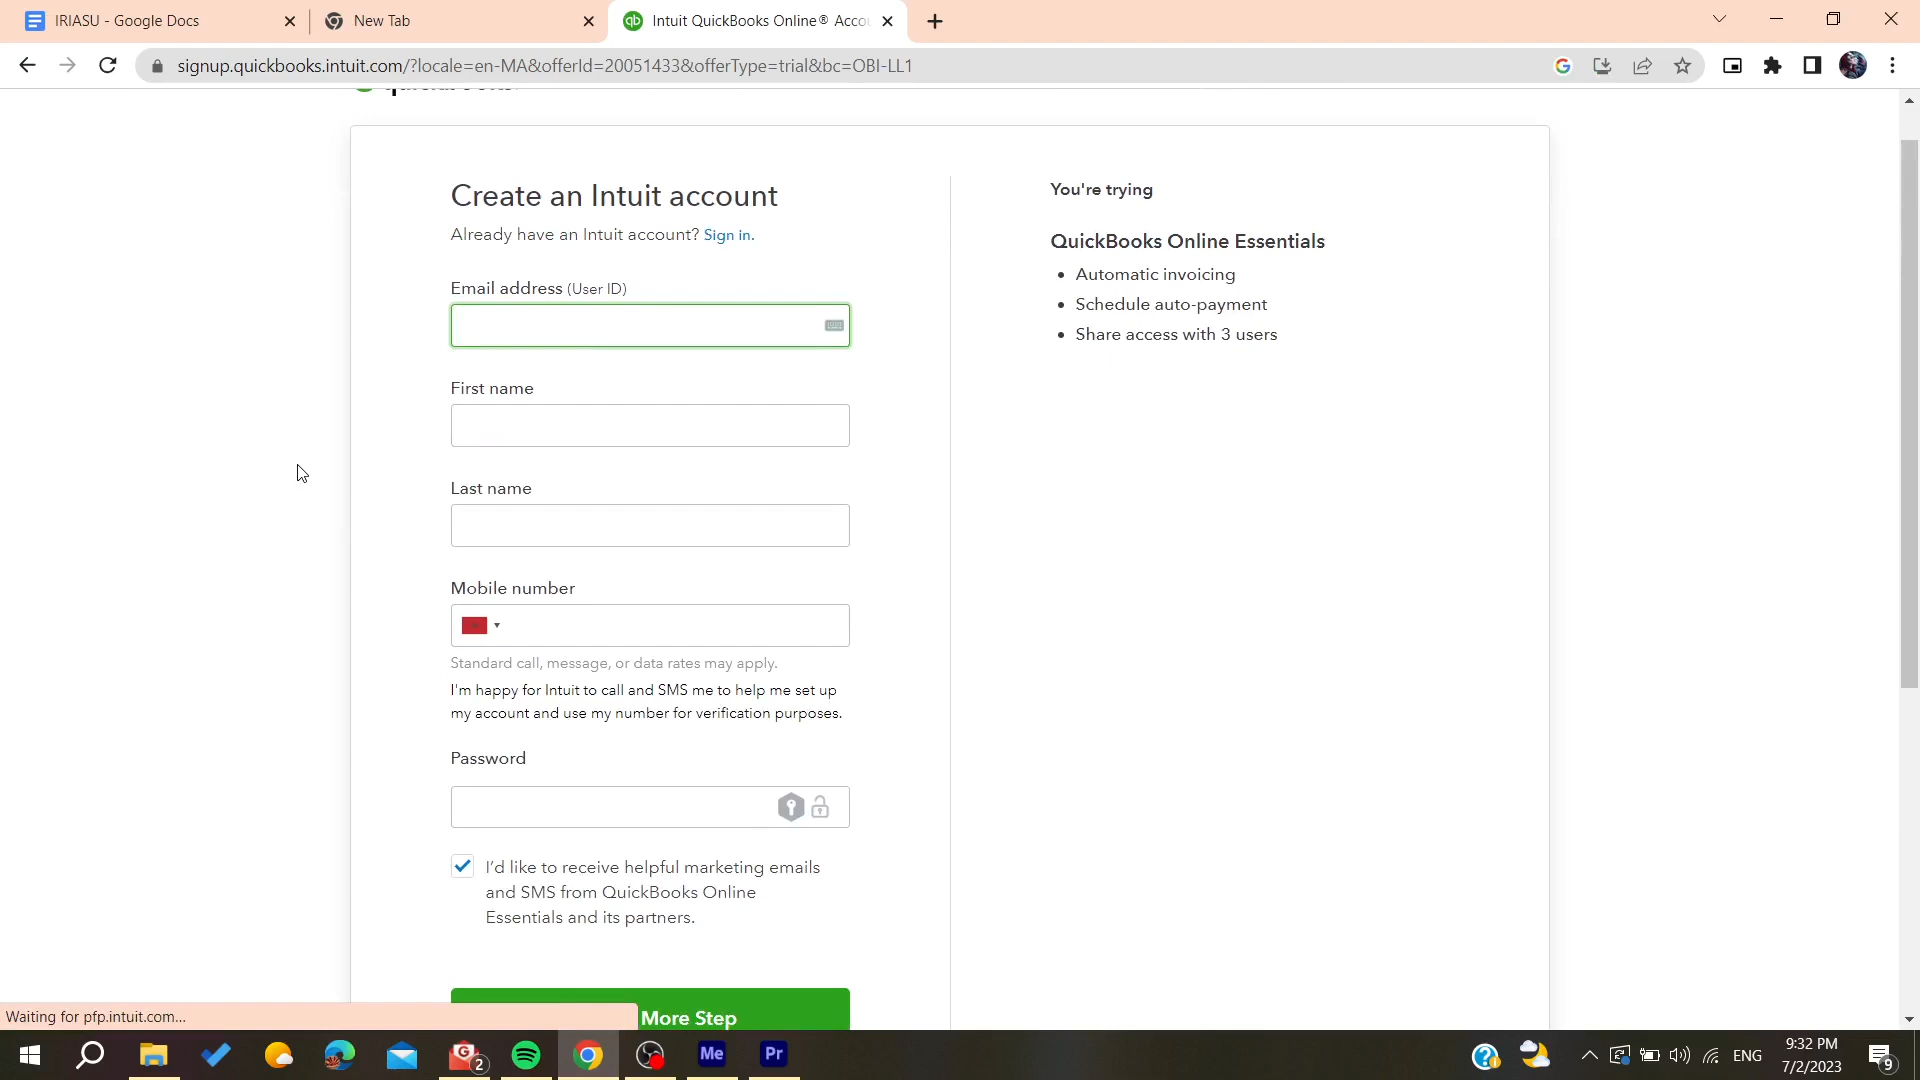 IRIASU - Google Docs
New Tab
Intuit QuickBooks Online® Accou
signup.quickbooks.intuit.com/?locale=en-MA&offerId=20051433&offerType=trial&bc=OBI-LL1
quickbooks.
Create an Intuit account
Already have an Intuit account? Sign in.
Email address (User ID)
First name
Last name
Mobile number
Standard call, message, or data rates may apply.
I'm happy for Intuit to call and SMS me to help me set up
my account and use my number for verification purposes.
Password
I'd like to receive helpful marketing emails
and SMS from QuickBooks Online
Essentials and its partners.
More Step
You're trying
QuickBooks Online Essentials
• Automatic invoicing
• Schedule auto-payment
• Share access with 3 users
Waiting for pfp.intuit.com...
2
Me
Pr
ENG
9:32 PM
7/2/2023
9